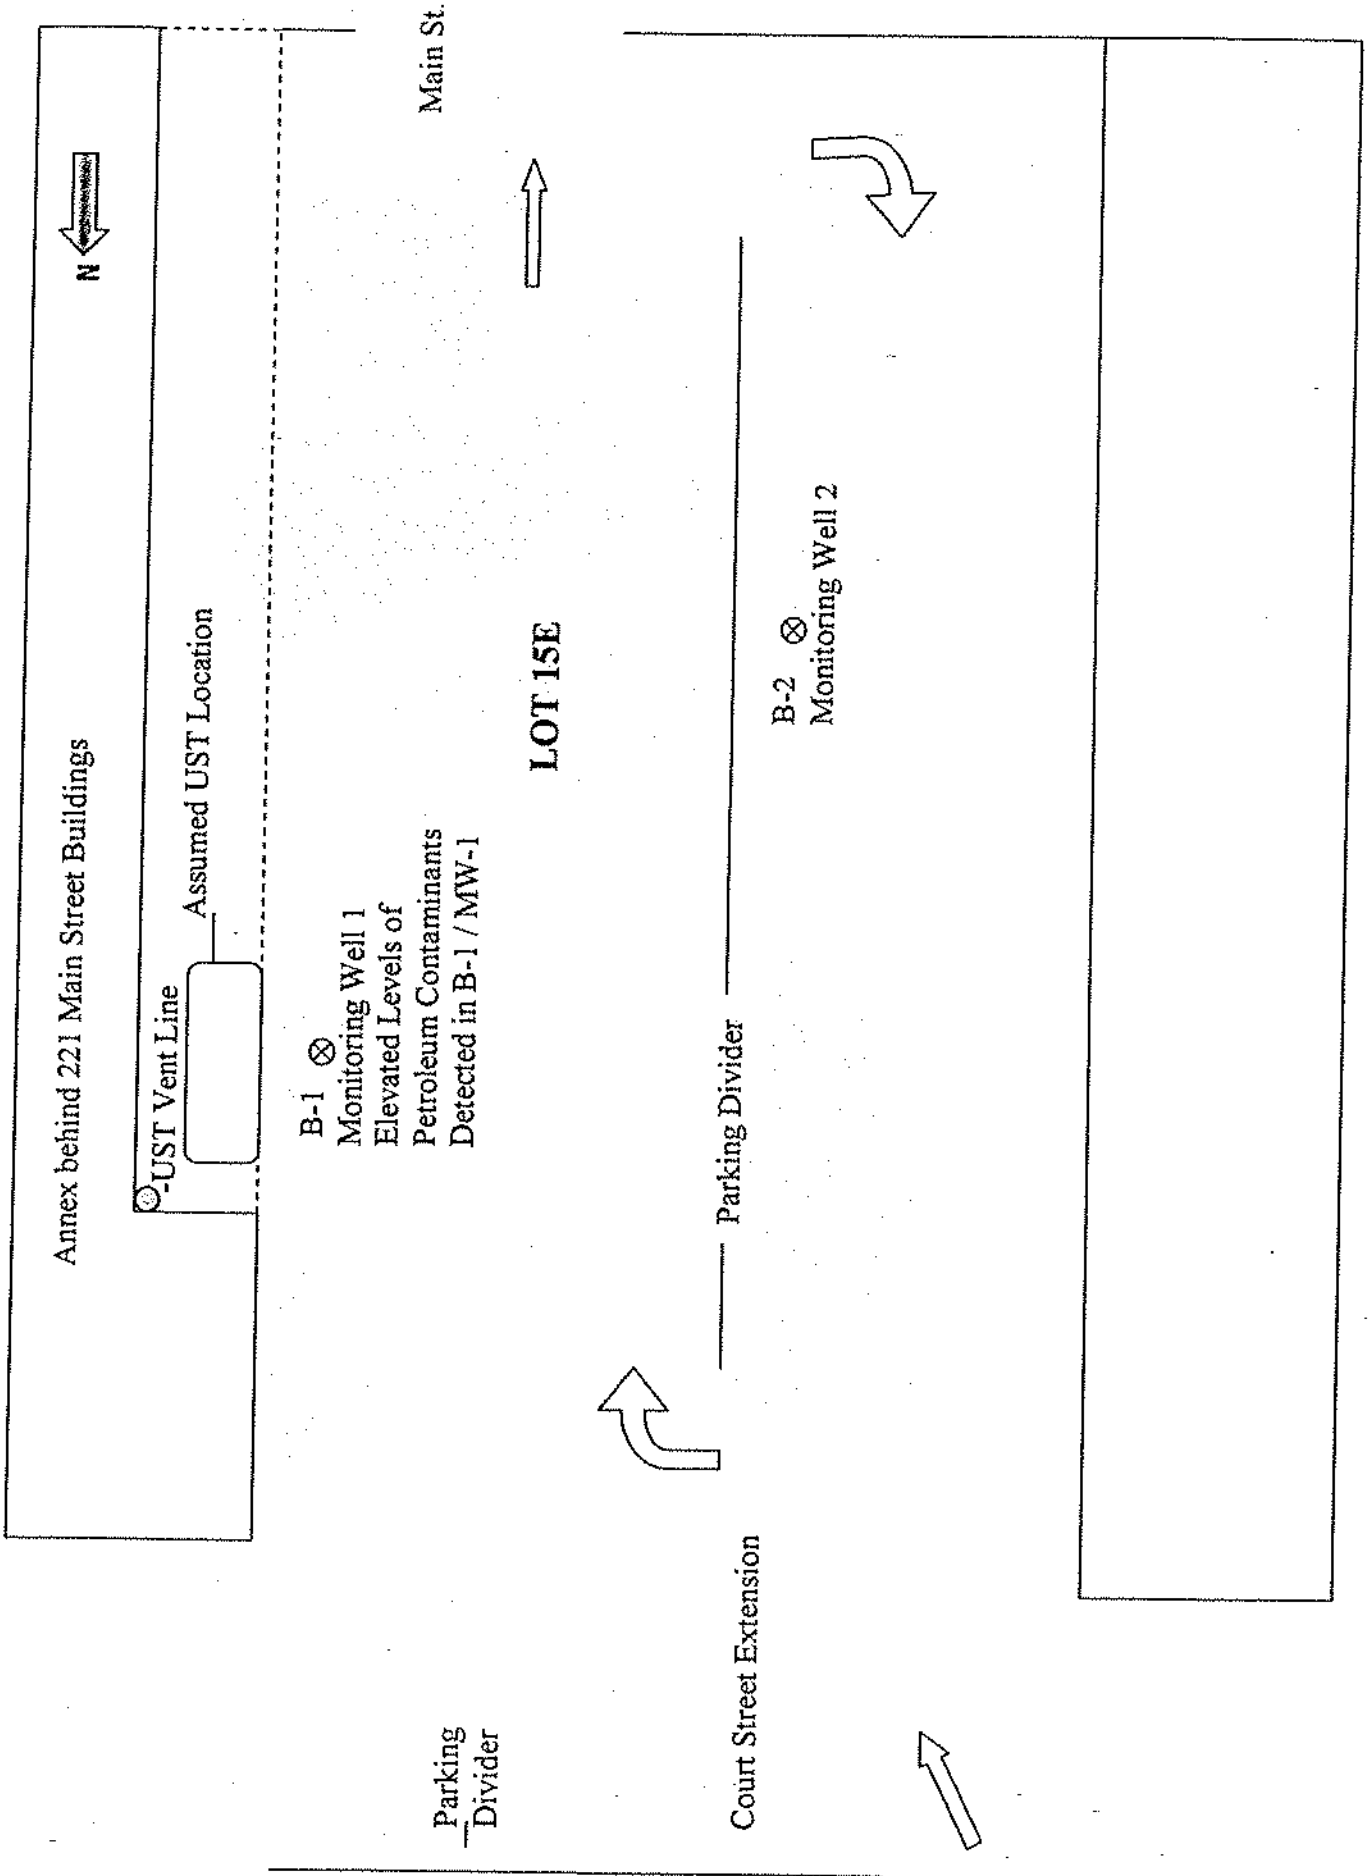 Annex behind 221 Main Street Buildings
N
-UST Vent Line
Assumed UST Location
B-1
Monitoring Well 1
Elevated Levels of
Petroleum Contaminants
Detected in B-1 / MW-1
Main St.
LOT 15E
Parking Divider
B-2
Monitoring Well 2
Parking
Divider
Court Street Extension